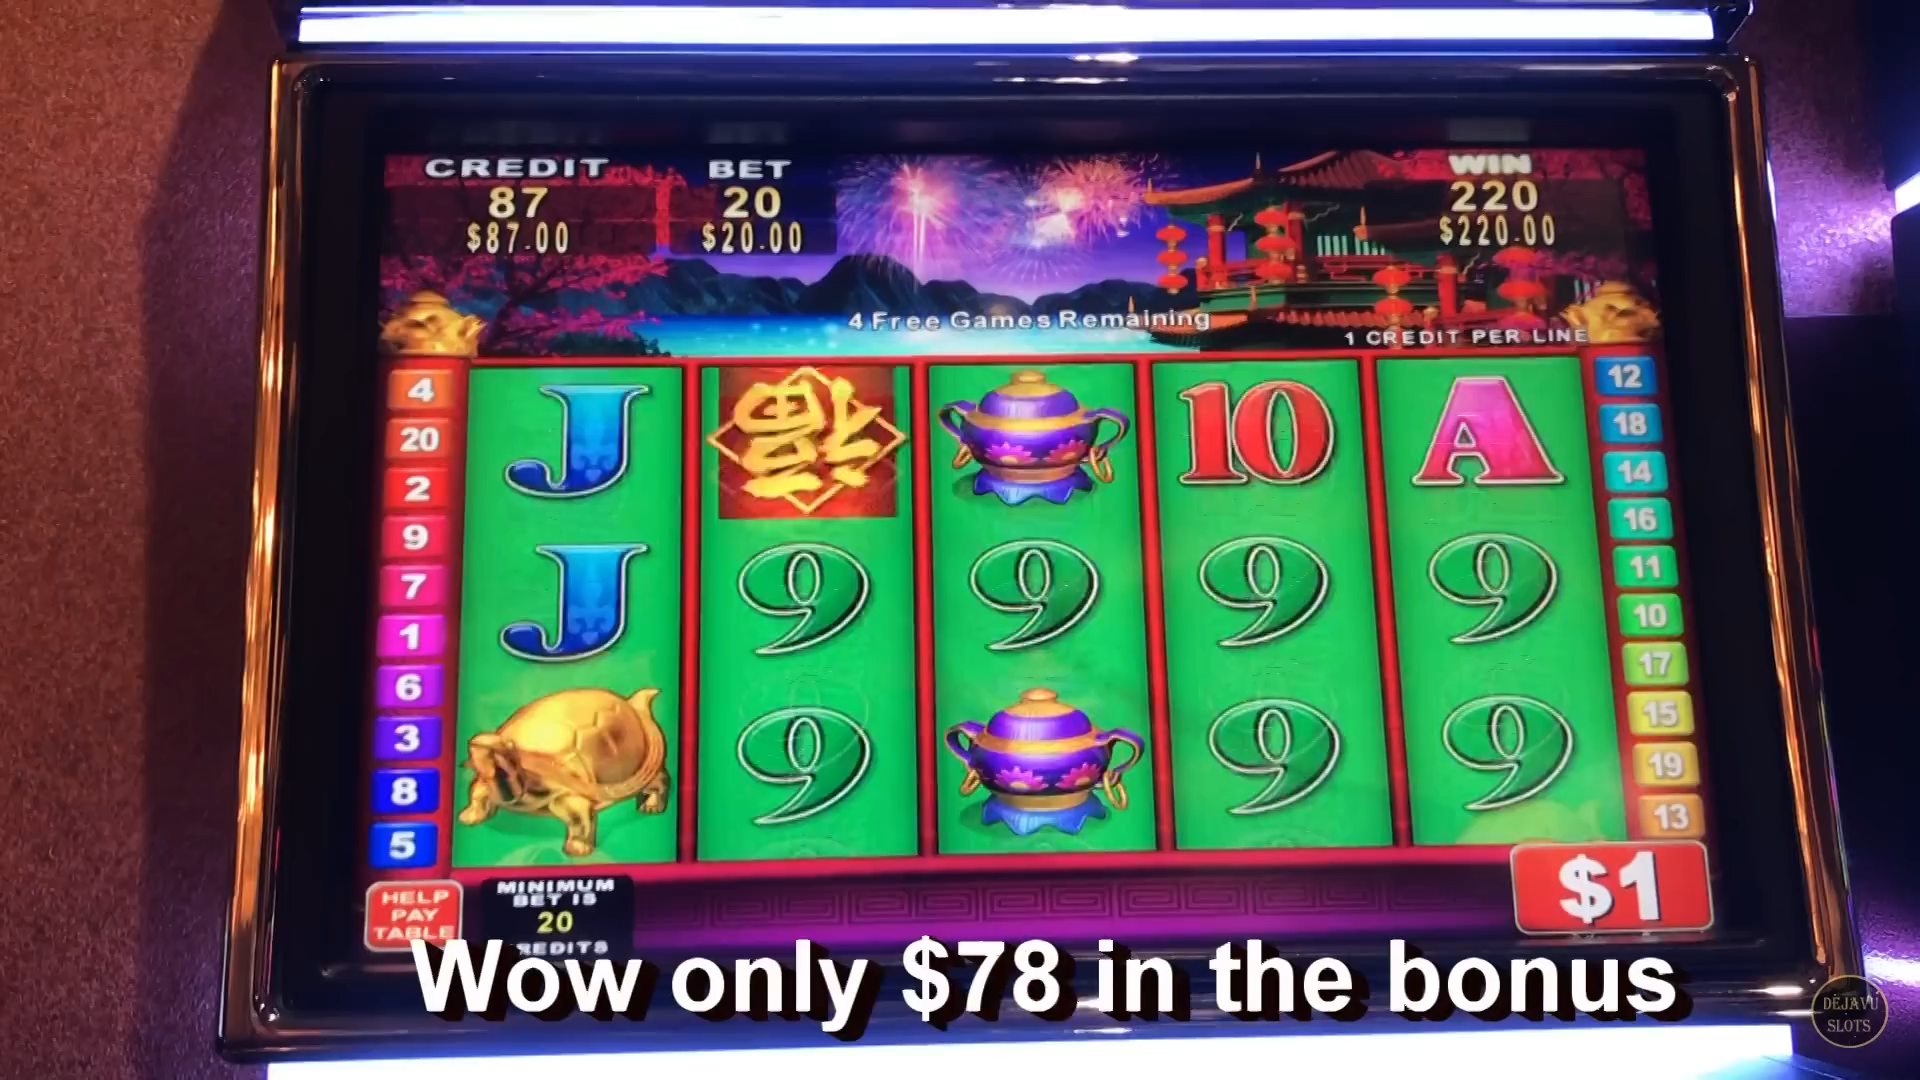 CREDIT
87
$87.00
BET
20
$20.00
WIN
220
$220.00
4 Free Games Remaining
1 CREDIT PER LINE
4
20
2
9
7
1
6
3
8
5
J
福
10
A
J
9
9
9
9
9
9
9
12
18
14
16
11
10
17
15
19
13
HELP
PAY
TABLE
MINIMUM
BET IS
20
CREDITS
$1
Wow only $78 in the bonus
DEJAVU
SLOTS